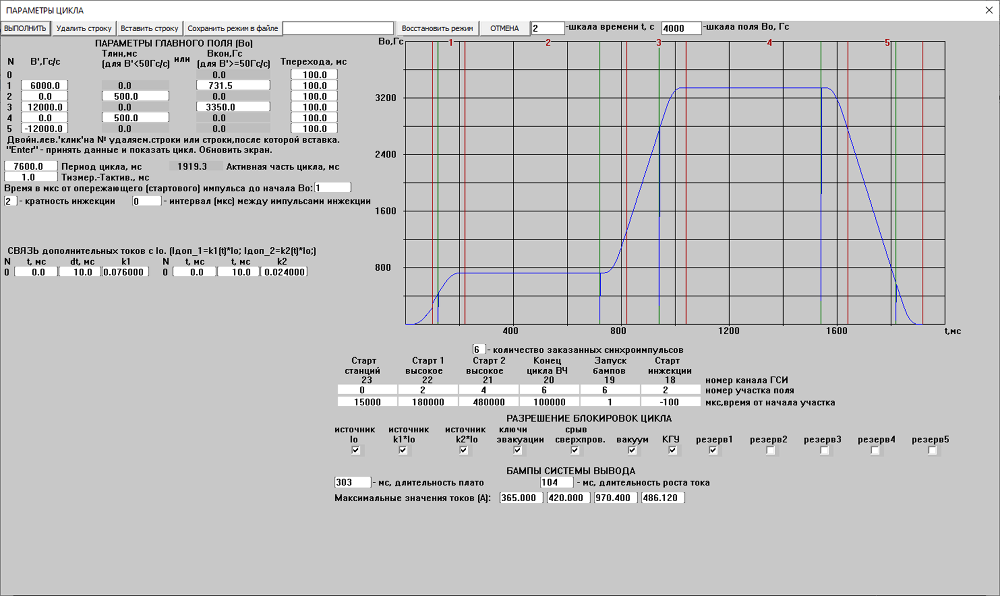 ПАРАМЕТРЫ ЦИКЛА
ВЫПОЛНИТЬ Удалить строку Вставить строку Сохранить режим в файле Восстановить режим ОТМЕНА 2 -шкала времени t, с 4000 -шкала поля Во, Гс
ПАРАМЕТРЫ ГЛАВНОГО ПОЛЯ (Во)
N В',Гс/с Тлин,мс (для В'<50Гс/с) или Вкон,Гс (для В'>=50Гс/с) Тперехода, мс
0 0.0 100.0
1 6000.0 0.0 731.5 100.0
2 0.0 500.0 0.0 100.0
3 12000.0 0.0 3350.0 100.0
4 0.0 500.0 0.0 100.0
5 -12000.0 0.0 0.0 100.0
Двойн.лев.'клик'на № удаляем.строки или строки,после которой вставка.
"Enter" - принять данные и показать цикл. Обновить экран.
7600.0 Период цикла, мс 1919.3 Активная часть цикла, мс
1.0 Тизмер.-Тактив., мс
Время в мкс от опережающего (стартового) импульса до начала Во: 1
2 - кратность инжекции 0 - интервал (мкс) между импульсами инжекции
СВЯЗЬ дополнительных токов с Io. (Iдоп_1=k1(t)*Io; Iдоп_2=k2(t)*Io;)
N t, мс dt, мс k1 N t, мс t, мс k2
0 0.0 10.0 0.076000 0 0.0 10.0 0.024000
Во,Гс 1 2 3 4 5
3200
2400
1600
800
400 800 1200 1600 t,мс
6 - количество заказанных синхроимпульсов
Старт Старт 1 Старт 2 Конец Запуск Старт
станций высокое высокое цикла ВЧ бампов инжекции
23 22 21 20 19 18 номер канала ГСИ
0 2 4 6 6 2 номер участка поля
15000 180000 480000 100000 1 -100 мкс,время от начала участка
РАЗРЕШЕНИЕ БЛОКИРОВОК ЦИКЛА
источник источник источник ключи срыв
Io k1*Io k2*Io эвакуации сверхпров. вакуум КГУ резерв1 резерв2 резерв3 резерв4 резерв5
БАМПЫ СИСТЕМЫ ВЫВОДА
303 - мс, длительность плато 104 - мс, длительность роста тока
Максимальные значения токов (А): 365.000 420.000 970.400 486.120